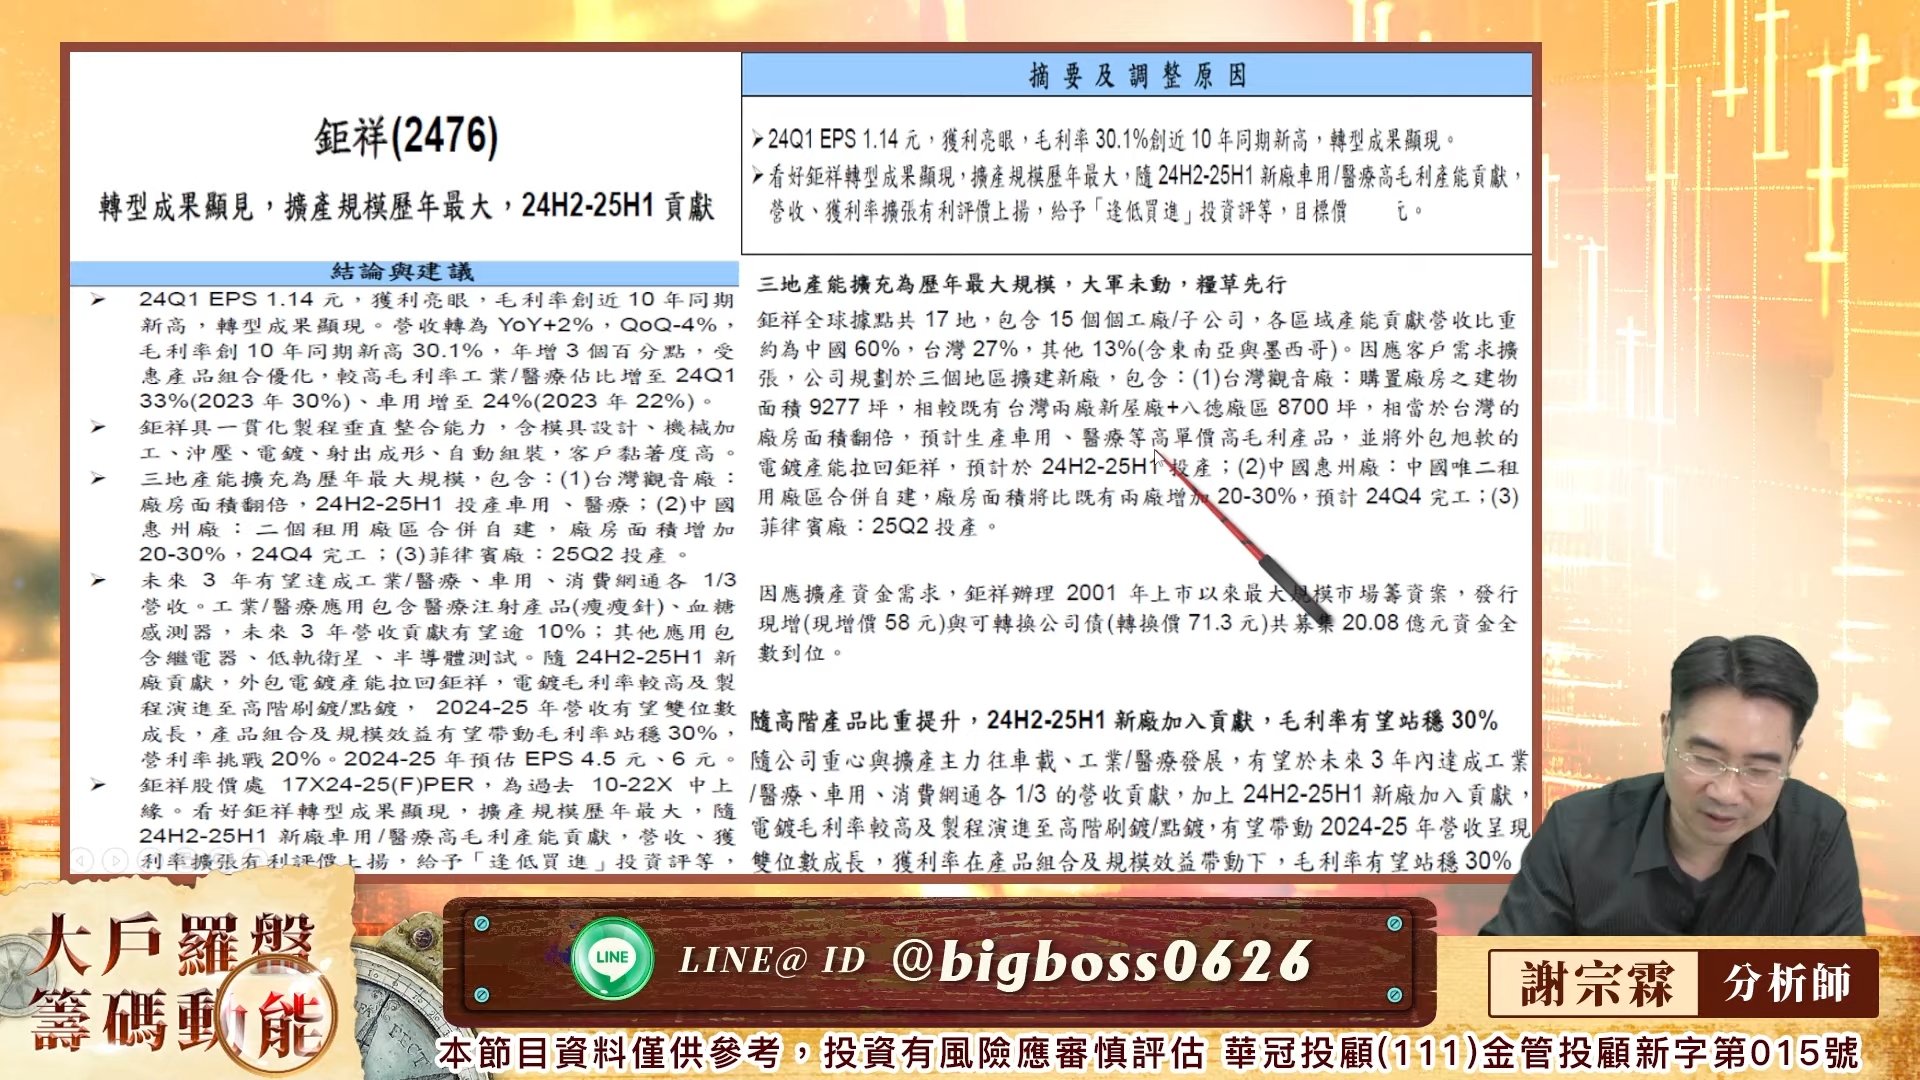 鉅祥(2476)
轉型成果顯見，擴產規模歷年最大，24H2-25H1 貢獻
結論與建議
➢ 24Q1 EPS 1.14 元，獲利亮眼，毛利率創近 10 年同期
新高，轉型成果顯現。營收轉為 YoY+2%，QoQ-4%，
毛利率創 10 年同期新高 30.1%，年增 3 個百分點，受
惠產品組合優化，較高毛利率工業/醫療佔比增至 24Q1
33%(2023 年 30%)、車用增至 24%(2023 年 22%)。
➢ 鉅祥具一貫化製程垂直整合能力，含模具設計、機械加
工、沖壓、電鍍、射出成形、自動組裝，客戶黏著度高。
➢ 三地產能擴充為歷年最大規模，包含：(1)台灣觀音廠：
廠房面積翻倍，24H2-25H1 投產車用、醫療；(2)中國
惠州廠：二個租用廠區合併自建，廠房面積增加
20-30%，24Q4 完工；(3)菲律賓廠：25Q2 投產。
➢ 未來 3 年有望達成工業/醫療、車用、消費網通各 1/3
營收。工業/醫療應用包含醫療注射產品(瘦瘦針)、血糖
感測器，未來 3 年營收貢獻有望逾 10%；其他應用包
含繼電器、低軌衛星、半導體測試。隨 24H2-25H1 新
廠貢獻，外包電鍍產能拉回鉅祥，電鍍毛利率較高及製
程演進至高階刷鍍/點鍍， 2024-25 年營收有望雙位數
成長，產品組合及規模效益有望帶動毛利率站穩 30%，
營利率挑戰 20%。2024-25 年預估 EPS 4.5 元、6 元。
➢ 鉅祥股價處 17X24-25(F)PER，為過去 10-22X 中上
緣。看好鉅祥轉型成果顯現，擴產規模歷年最大，隨
24H2-25H1 新廠車用/醫療高毛利產能貢獻，營收、獲
利率擴張有利評價上揚，給予「逢低買進」投資評等，
摘要及調整原因
➢24Q1 EPS 1.14 元，獲利亮眼，毛利率 30.1%創近 10 年同期新高，轉型成果顯現。
➢看好鉅祥轉型成果顯現，擴產規模歷年最大，隨 24H2-25H1 新廠車用/醫療高毛利產能貢獻，
營收、獲利率擴張有利評價上揚，給予「逢低買進」投資評等，目標價 元。
三地產能擴充為歷年最大規模，大軍未動，糧草先行
鉅祥全球據點共 17 地，包含 15 個個工廠/子公司，各區域產能貢獻營收比重
約為中國 60%，台灣 27%，其他 13%(含東南亞與墨西哥)。因應客戶需求擴
張，公司規劃於三個地區擴建新廠，包含：(1)台灣觀音廠：購置廠房之建物
面積 9277 坪，相較既有台灣兩廠新屋廠+八德廠區 8700 坪，相當於台灣的
廠房面積翻倍，預計生產車用、醫療等高單價高毛利產品，並將外包旭軟的
電鍍產能拉回鉅祥，預計於 24H2-25H1 投產；(2)中國惠州廠：中國唯二租
用廠區合併自建，廠房面積將比既有兩廠增加 20-30%，預計 24Q4 完工；(3)
菲律賓廠：25Q2 投產。
因應擴產資金需求，鉅祥辦理 2001 年上市以來最大規模市場籌資案，發行
現增(現增價 58 元)與可轉換公司債(轉換價 71.3 元)共募集 20.08 億元資金全
數到位。
隨高階產品比重提升，24H2-25H1 新廠加入貢獻，毛利率有望站穩 30%
隨公司重心與擴產主力往車載、工業/醫療發展，有望於未來 3 年內達成工業
/醫療、車用、消費網通各 1/3 的營收貢獻，加上 24H2-25H1 新廠加入貢獻，
電鍍毛利率較高及製程演進至高階刷鍍/點鍍，有望帶動 2024-25 年營收呈現
雙位數成長，獲利率在產品組合及規模效益帶動下，毛利率有望站穩 30%
大戶羅盤
籌碼動能
LINE
LINE@ ID @bigboss0626
謝宗霖 分析師
本節目資料僅供參考，投資有風險應審慎評估 華冠投顧(111)金管投顧新字第015號